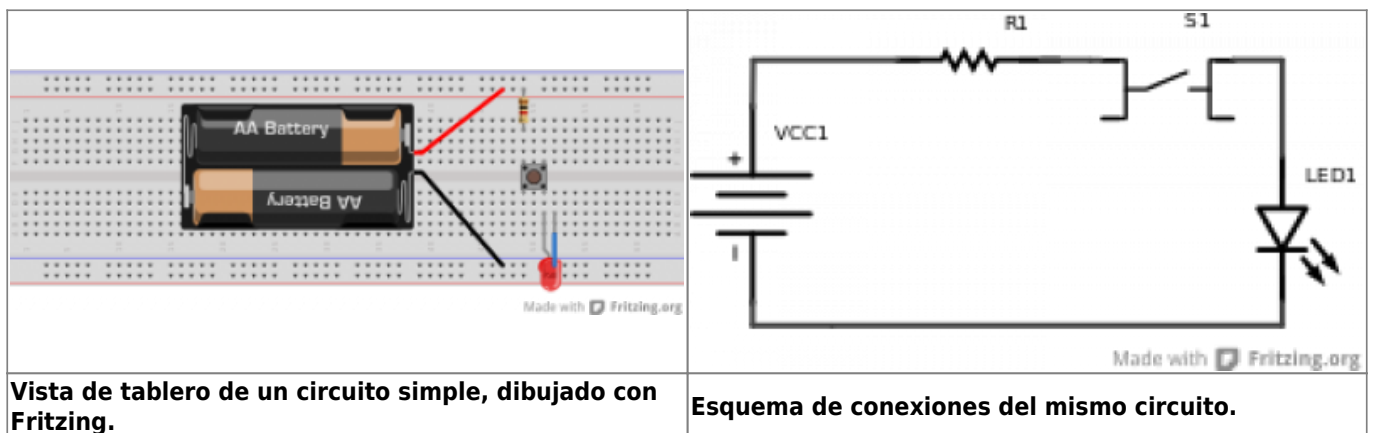 AA Battery
AA Battery
Made with Fritzing.org
R1
S1
VCC1
+
LED1
Made with Fritzing.org
Vista de tablero de un circuito simple, dibujado con
Fritzing.
Esquema de conexiones del mismo circuito.